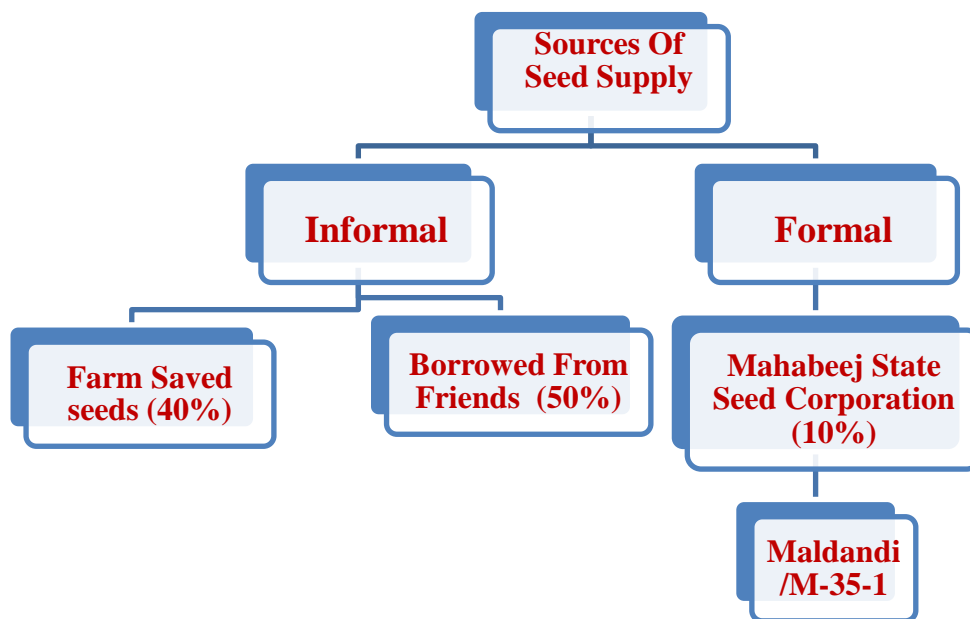 Sources Of
Seed Supply
Informal
Formal
Farm Saved
seeds (40%)
Borrowed From
Friends (50%)
Mahabeej State
Seed Corporation
(10%)
Maldandi
/M-35-1